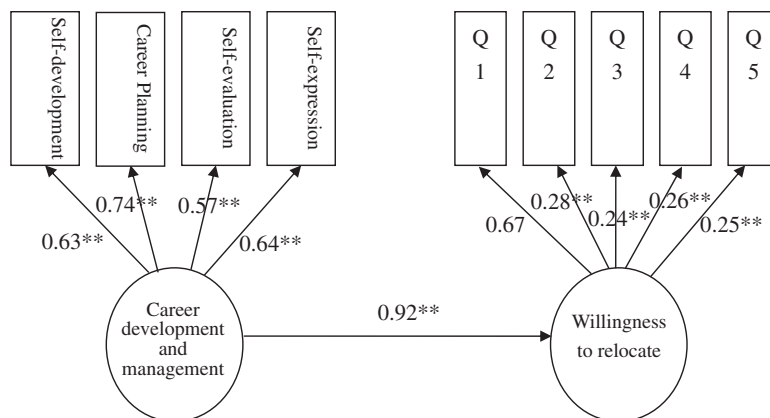 Self-development
Career Planning
Self-evaluation
Self-expression
Q
1
Q
2
Q
3
Q
4
Q
5
0.63**
0.74**
0.57**
0.64**
0.67
0.28**
0.24**
0.26**
0.25**
Career
development
and
management
0.92**
Willingness
to relocate